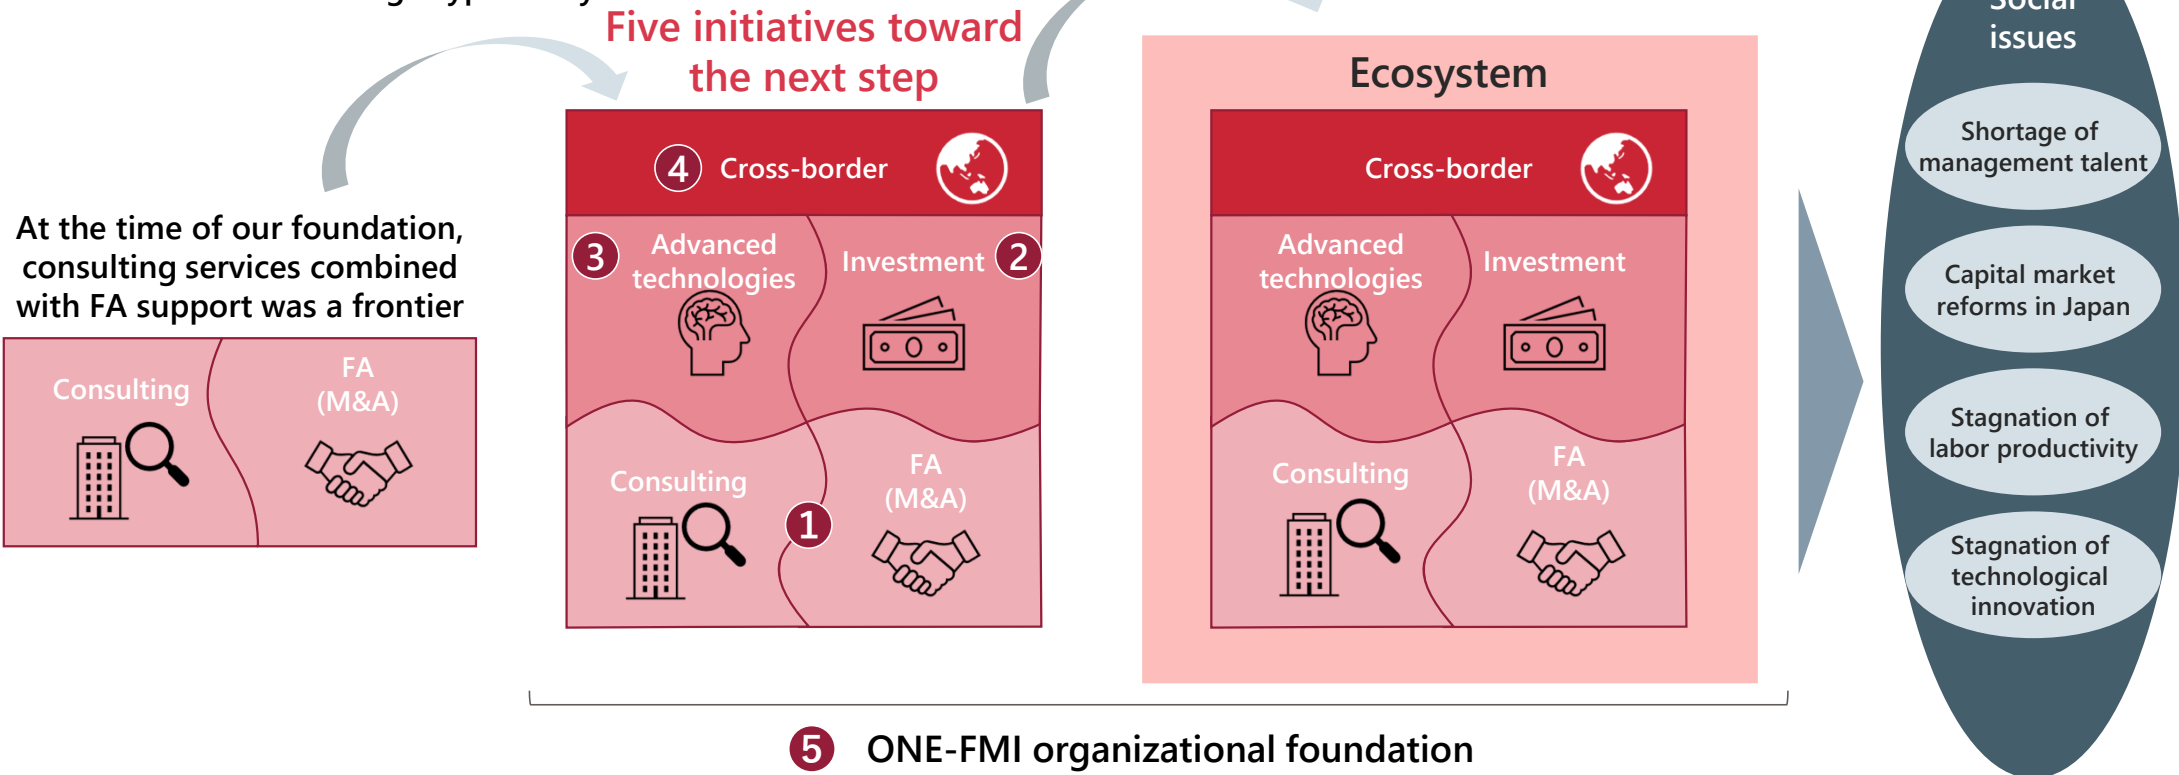 Five initiatives toward
the next step
At the time of our foundation,
consulting services combined
with FA support was a frontier
Consulting
FA
(M&A)
4 Cross-border
3
Advanced
technologies
Investment
2
Consulting
1
FA
(M&A)
Ecosystem
Cross-border
Advanced
technologies
Investment
Consulting
FA
(M&A)
5 ONE-FMI organizational foundation
Social
issues
Shortage of
management talent
Capital market
reforms in Japan
Stagnation of
labor productivity
Stagnation of
technological
innovation